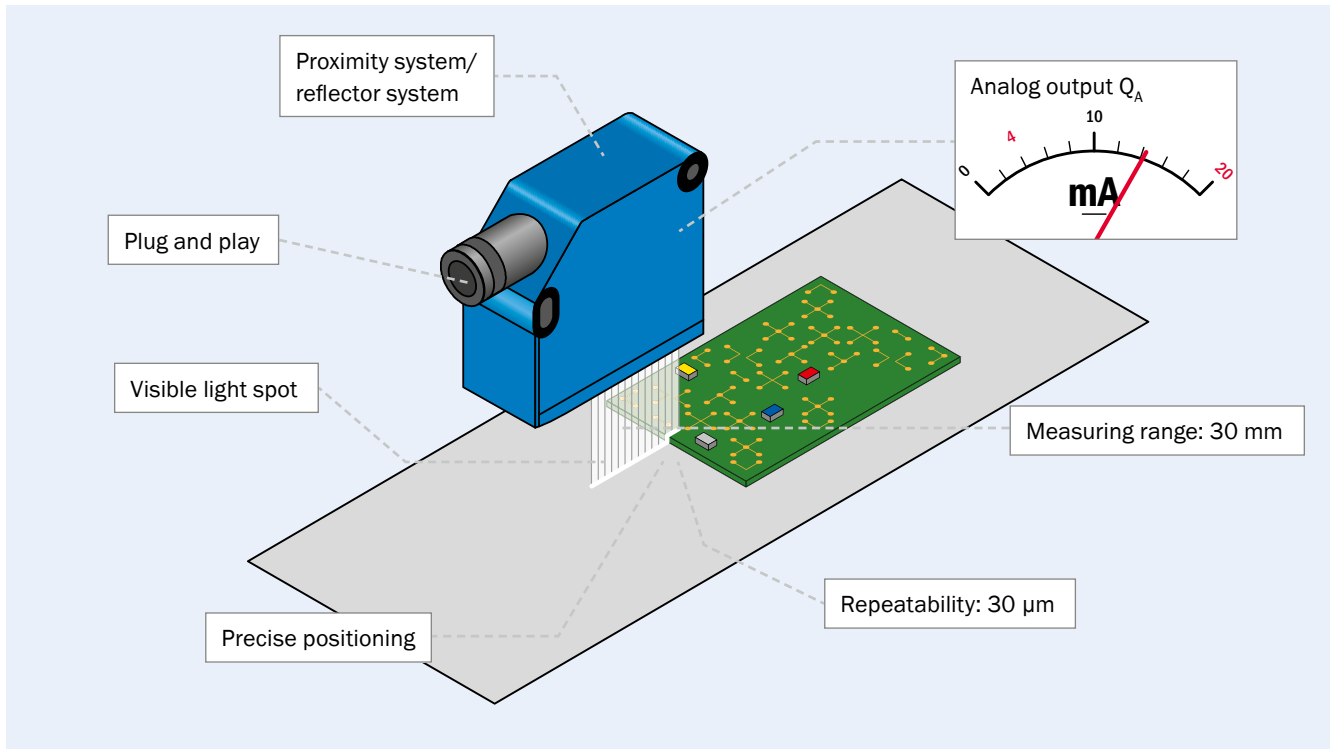 Proximity system/
reflector system
Analog output QA
0
4
10
20
mA
Plug and play
Visible light spot
Measuring range: 30 mm
Repeatability: 30 µm
Precise positioning